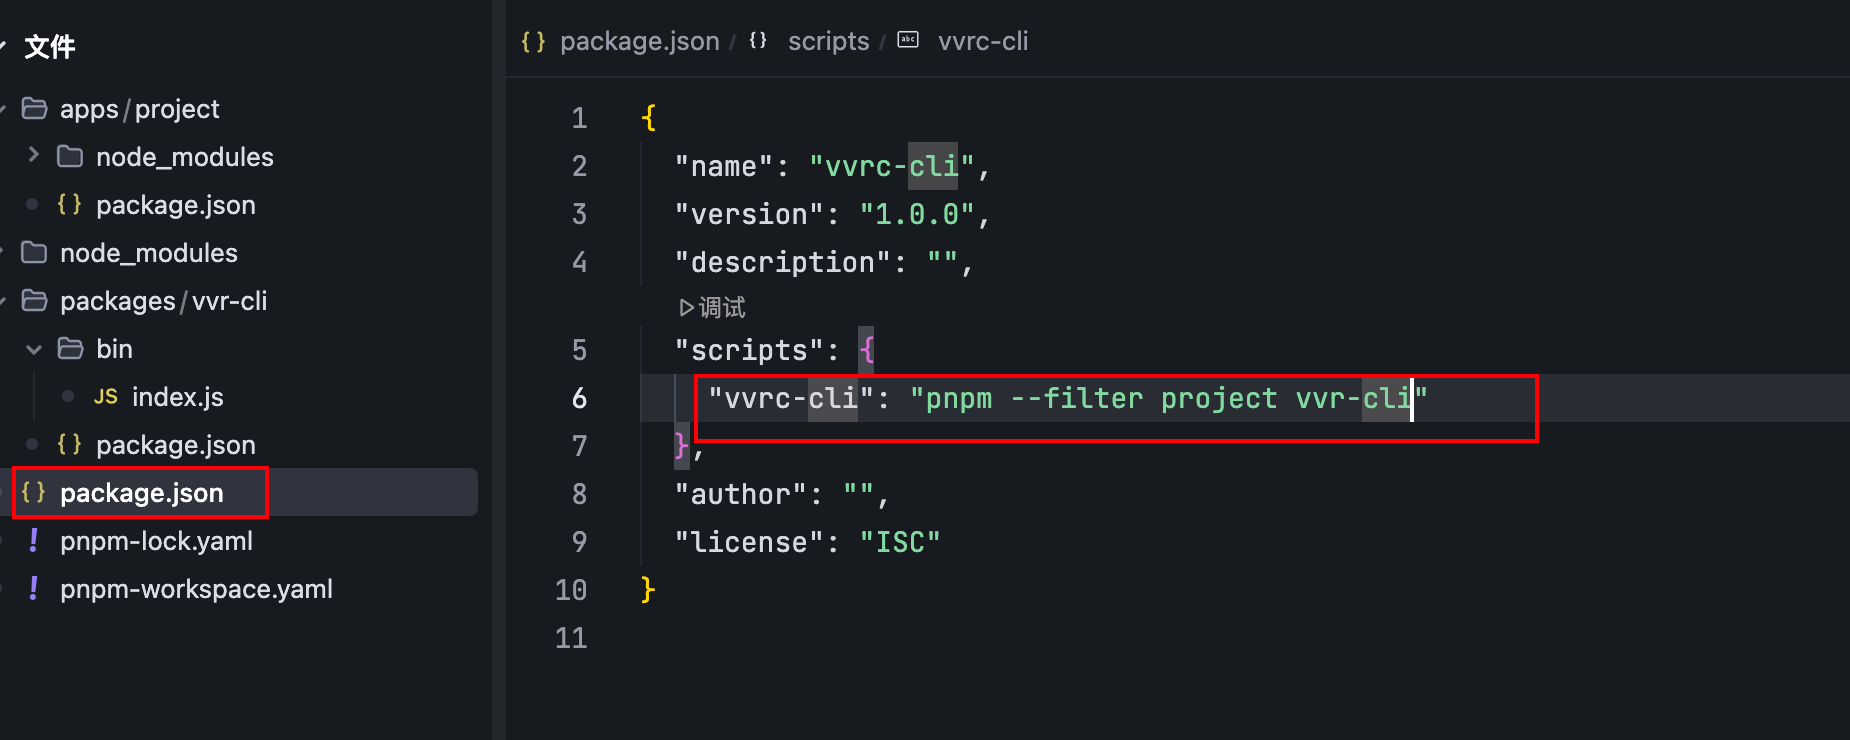 文件
apps/project
node_modules
{} package.json
node_modules
packages/vvr-cli
bin
JS index.js
{} package.json
{} package.json
! pnpm-lock.yaml
! pnpm-workspace.yaml
{} package.json / {} scripts / abc vvrc-cli
1 {
2 "name": "vvrc-cli",
3 "version": "1.0.0",
4 "description": "",
调试
5 "scripts": {
6 "vvrc-cli": "pnpm --filter project vvr-cli"
7 },
8 "author": "",
9 "license": "ISC"
10 }
11